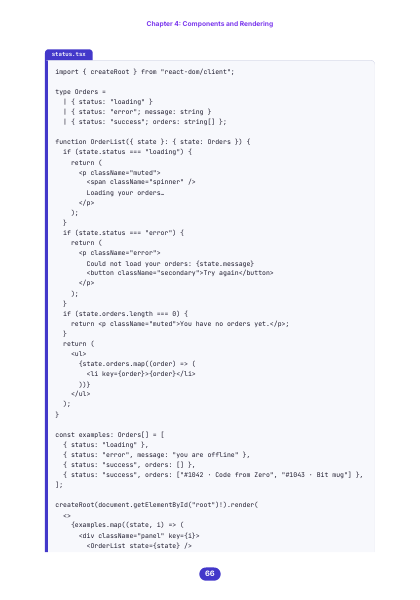 Chapter 4: Components and Rendering
status.tsx
import { createRoot } from "react-dom/client";

type Orders =
  | { status: "loading" }
  | { status: "error"; message: string }
  | { status: "success"; orders: string[] };

function OrderList({ state }: { state: Orders }) {
  if (state.status === "loading") {
    return (
      <p className="muted">
        <span className="spinner" />
        Loading your orders…
      </p>
    );
  }
  if (state.status === "error") {
    return (
      <p className="error">
        Could not load your orders: {state.message}
        <button className="secondary">Try again</button>
      </p>
    );
  }
  if (state.orders.length === 0) {
    return <p className="muted">You have no orders yet.</p>;
  }
  return (
    <ul>
      {state.orders.map((order) => (
        <li key={order}>{order}</li>
      ))}
    </ul>
  );
}

const examples: Orders[] = [
  { status: "loading" },
  { status: "error", message: "you are offline" },
  { status: "success", orders: [] },
  { status: "success", orders: ["#1042 · Code from Zero", "#1043 · Bit mug"] },
];

createRoot(document.getElementById("root")!).render(
  <>
    {examples.map((state, i) => (
      <div className="panel" key={i}>
        <OrderList state={state} />
66